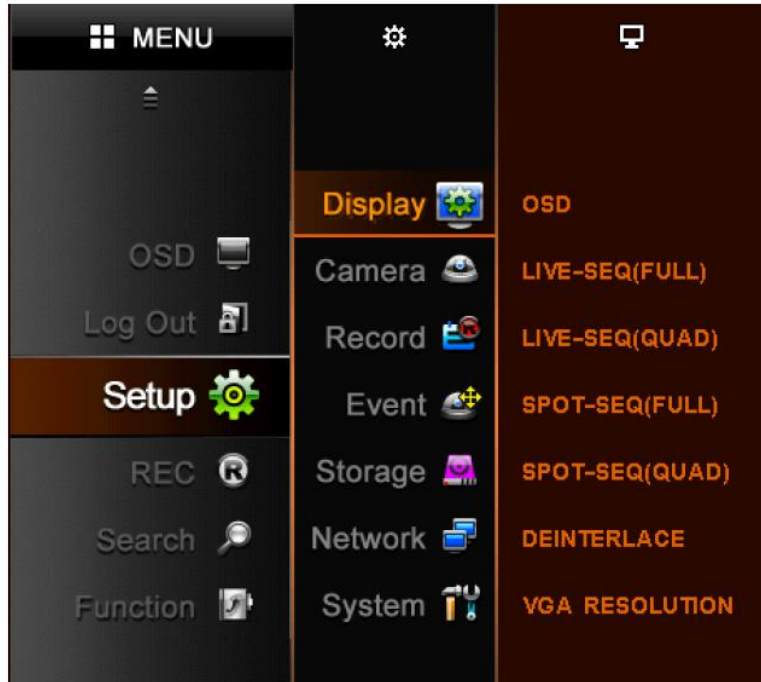 MENU
OSD
Log Out
Setup
REC
Search
Function
Display
Camera
Record
Event
Storage
Network
System
OSD
LIVE-SEQ(FULL)
LIVE-SEQ(QUAD)
SPOT-SEQ(FULL)
SPOT-SEQ(QUAD)
DEINTERLACE
VGA RESOLUTION